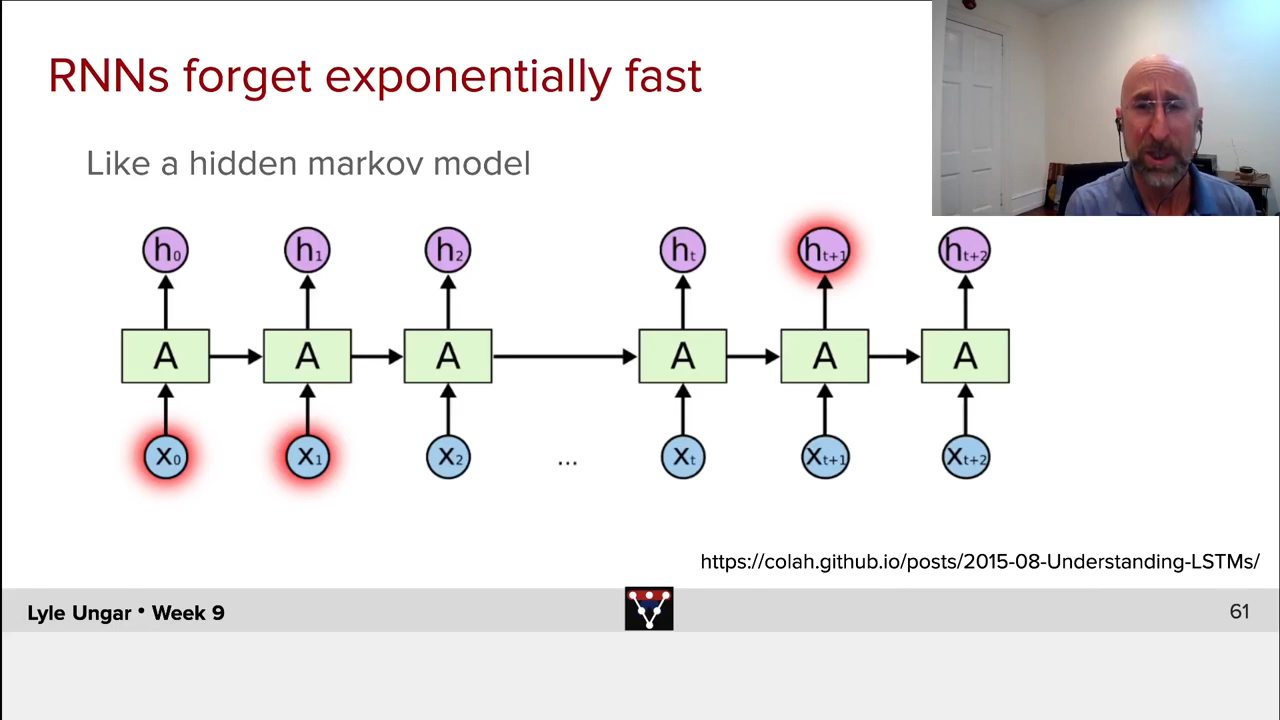 RNNs forget exponentially fast
Like a hidden markov model
h0 h1 h2 ht ht+1 ht+2
A A A A A A
x0 x1 x2 ... xt xt+1 xt+2
https://colah.github.io/posts/2015-08-Understanding-LSTMs/
Lyle Ungar • Week 9
61